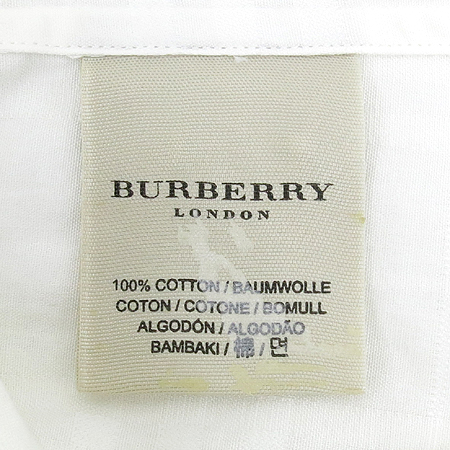 BURBERRY
LONDON
100% COTTON / BAUMWOLLE
COTON / COTONE / BOMULL
ALGODÓN / ALGODÃO
BAMBAKI / 棉 / 면